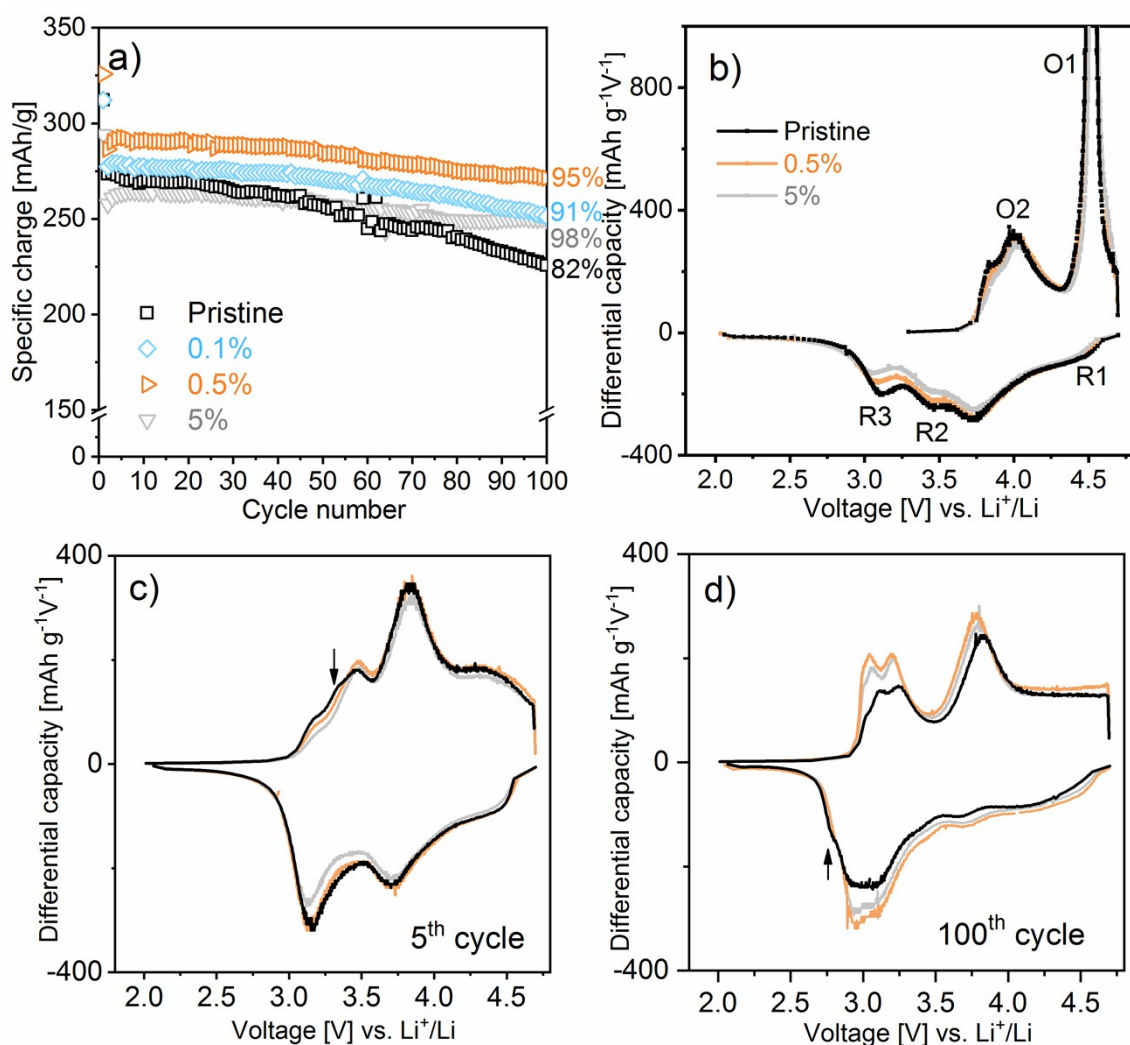 a)
Specific charge [mAh/g]
350
300
250
200
150
0
95%
91%
98%
82%
Pristine
0.1%
0.5%
5%
0 10 20 30 40 50 60 70 80 90 100
Cycle number
b)
Differential capacity [mAh g⁻¹V⁻¹]
800
400
0
-400
Pristine
0.5%
5%
O1
O2
R1
R2
R3
2.0 2.5 3.0 3.5 4.0 4.5
Voltage [V] vs. Li⁺/Li
c)
Differential capacity [mAh g⁻¹V⁻¹]
400
0
-400
5th cycle
2.0 2.5 3.0 3.5 4.0 4.5
Voltage [V] vs. Li⁺/Li
d)
Differential capacity [mAh g⁻¹V⁻¹]
400
0
-400
100th cycle
2.0 2.5 3.0 3.5 4.0 4.5
Voltage [V] vs. Li⁺/Li